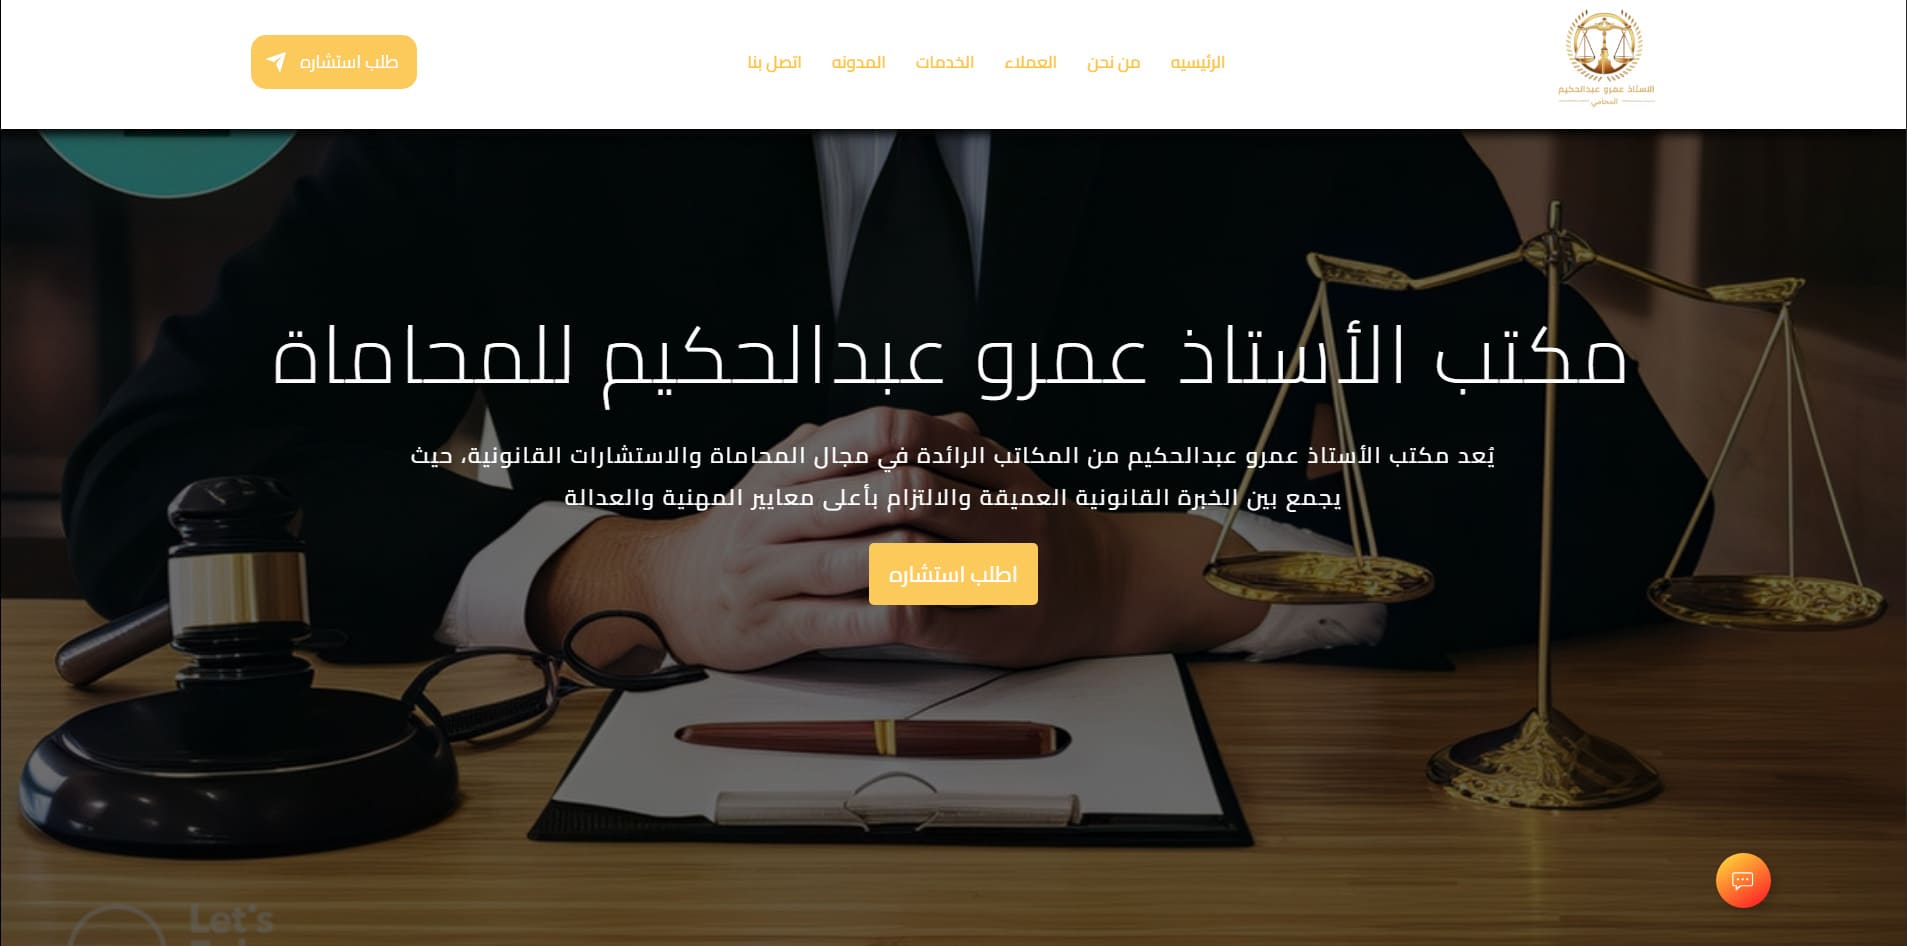 الاستاذ عمرو عبدالحكيم
المحامي
الرئيسيه
من نحن
العملاء
الخدمات
المدونه
اتصل بنا
طلب استشاره
مكتب الأستاذ عمرو عبدالحكيم للمحاماة
يُعد مكتب الأستاذ عمرو عبدالحكيم من المكاتب الرائدة في مجال المحاماة والاستشارات القانونية، حيث
يجمع بين الخبرة القانونية العميقة والالتزام بأعلى معايير المهنية والعدالة
اطلب استشاره
Let's